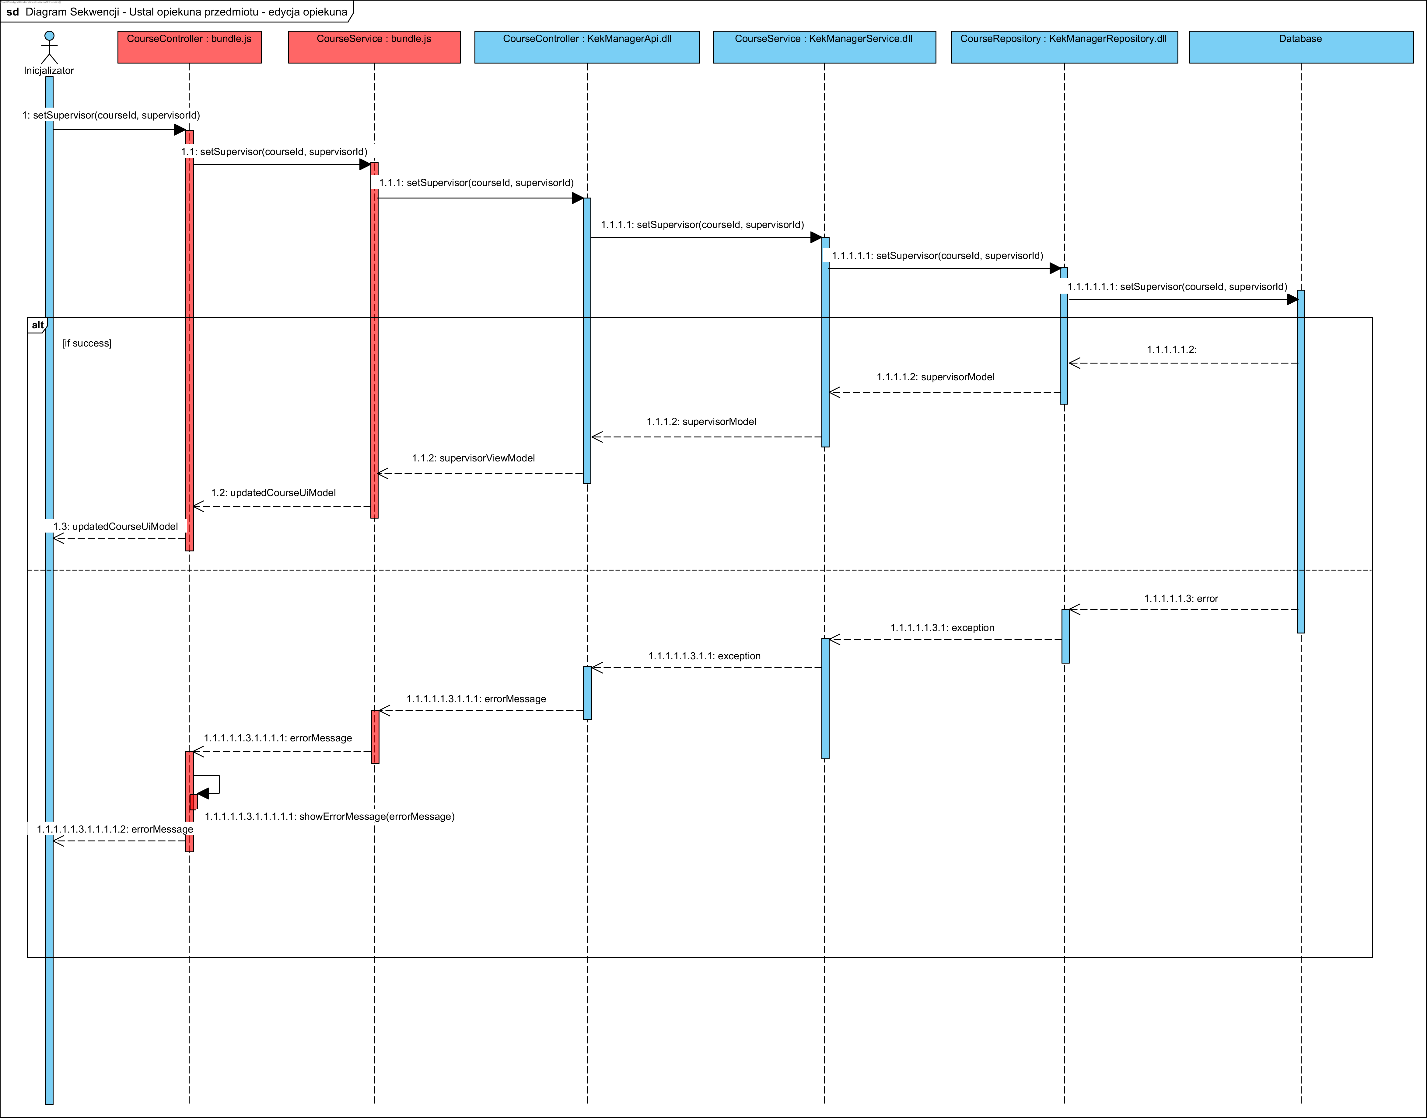 sd Diagram Sekwencji - Ustal opiekuna przedmiotu - edycja opiekuna
Inicjalizator
CourseController : bundle.js
CourseService : bundle.js
CourseController : KekManagerApi.dll
CourseService : KekManagerService.dll
CourseRepository : KekManagerRepository.dll
Database
1: setSupervisor(courseId, supervisorId)
1.1: setSupervisor(courseId, supervisorId)
1.1.1: setSupervisor(courseId, supervisorId)
1.1.1.1: setSupervisor(courseId, supervisorId)
1.1.1.1.1: setSupervisor(courseId, supervisorId)
1.1.1.1.1.1: setSupervisor(courseId, supervisorId)
alt
[if success]
1.1.1.1.1.2:
1.1.1.1.2: supervisorModel
1.1.1.2: supervisorModel
1.1.2: supervisorViewModel
1.2: updatedCourseUiModel
1.3: updatedCourseUiModel
1.1.1.1.1.3: error
1.1.1.1.1.3.1: exception
1.1.1.1.1.3.1.1: exception
1.1.1.1.1.3.1.1.1: errorMessage
1.1.1.1.1.3.1.1.1.1: errorMessage
1.1.1.1.1.3.1.1.1.1.1: showErrorMessage(errorMessage)
1.1.1.1.1.3.1.1.1.1.2: errorMessage